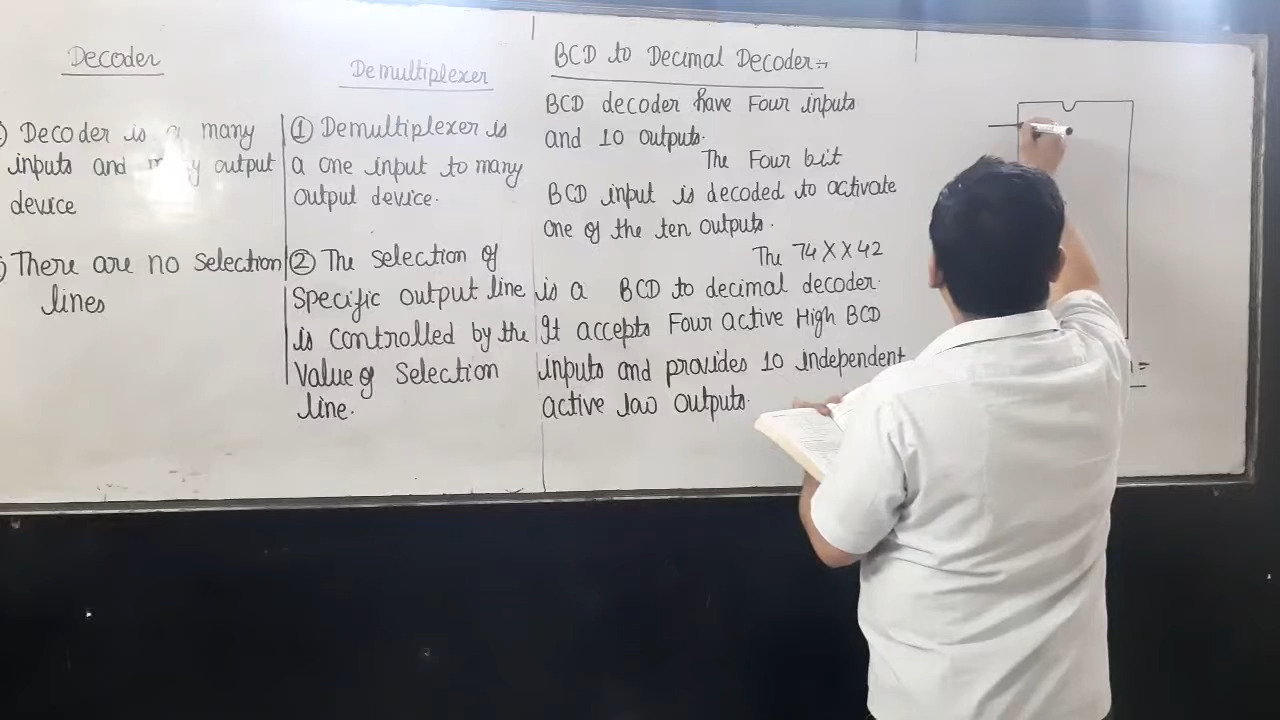 Decoder
) Decoder is a many
inputs and many output
device
) There are no selection
lines
Demultiplexer
① Demultiplexer is
a one input to many
output device.
② The selection of
specific output line
is controlled by the
Value of Selection
line.
BCD to Decimal Decoder:-
BCD decoder have Four inputs
and 10 outputs.
The Four bit
BCD input is decoded to activate
one of the ten outputs.
The 74XX42
is a BCD to decimal decoder.
It accepts Four active High BCD
inputs and provides 10 independent
active low outputs.